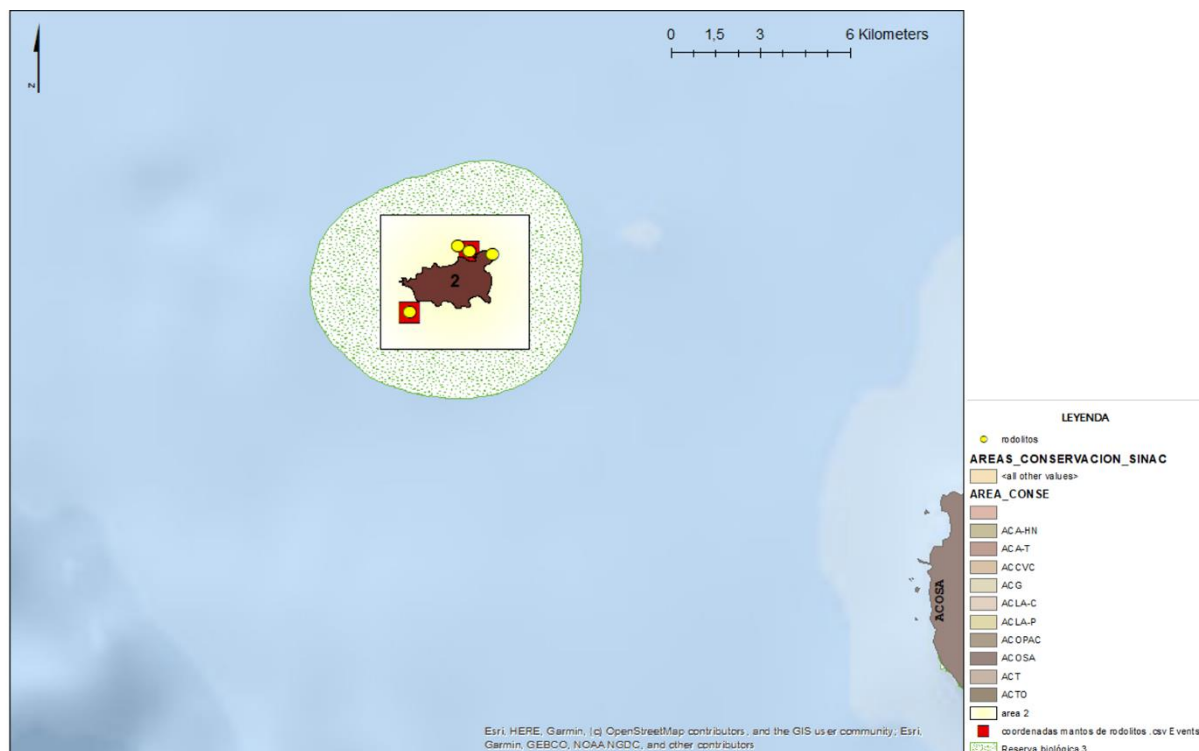 0 1,5 3 6 Kilometers
N
2
ACOSA
Esri, HERE, Garmin, (c) OpenStreetMap contributors, and the GIS user community; Esri,
Garmin, GEBCO, NOAA NGDC, and other contributors
LEYENDA
rodolitos
AREAS_CONSERVACION_SINAC
<all other values>
AREA_CONSE
ACA-HN
ACA-T
ACCVC
ACG
ACLA-C
ACLA-P
ACOPAC
ACOSA
ACT
ACTO
area 2
coordenadas mantos de rodolitos .csv Event
Reserva biológica 3